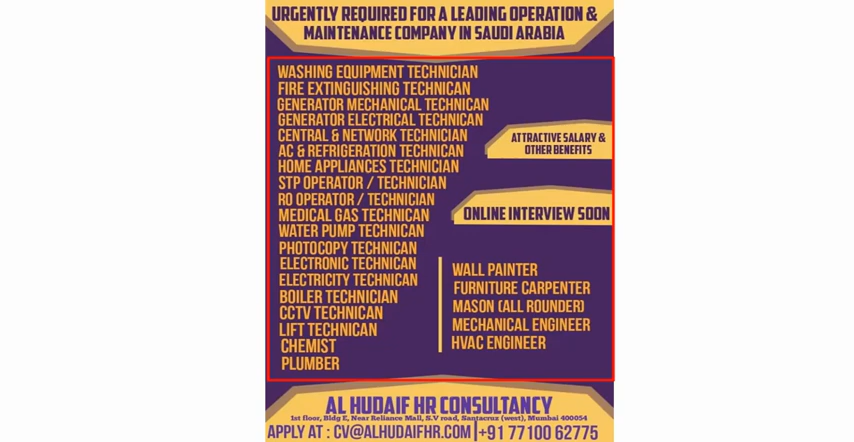 URGENTLY REQUIRED FOR A LEADING OPERATION &
MAINTENANCE COMPANY IN SAUDI ARABIA
WASHING EQUIPMENT TECHNICIAN
FIRE EXTINGUISHING TECHNICAN
GENERATOR MECHANICAL TECHNICAN
GENERATOR ELECTRICAL TECHNICAN
CENTRAL & NETWORK TECHNICAN
AC & REFRIGERATION TECHNICAN
HOME APPLIANCES TECHNICIAN
STP OPERATOR / TECHNICIAN
RO OPERATOR / TECHNICIAN
MEDICAL GAS TECHNICAN
WATER PUMP TECHNICAN
PHOTOCOPY TECHNICAN
ELECTRONIC TECHNICAN
ELECTRICITY TECHNICAN
BOILER TECHNICIAN
CCTV TECHNICAN
LIFT TECHNICAN
CHEMIST
PLUMBER
ATTRACTIVE SALARY &
OTHER BENEFITS
ONLINE INTERVIEW SOON
WALL PAINTER
FURNITURE CARPENTER
MASON (ALL ROUNDER)
MECHANICAL ENGINEER
HVAC ENGINEER
AL HUDAIF HR CONSULTANCY
1st floor, Bldg E, Near Reliance Mall, S.V road, Santacruz (west), Mumbai 400054
APPLY AT : CV@ALHUDAIFHR.COM |+91 77100 62775